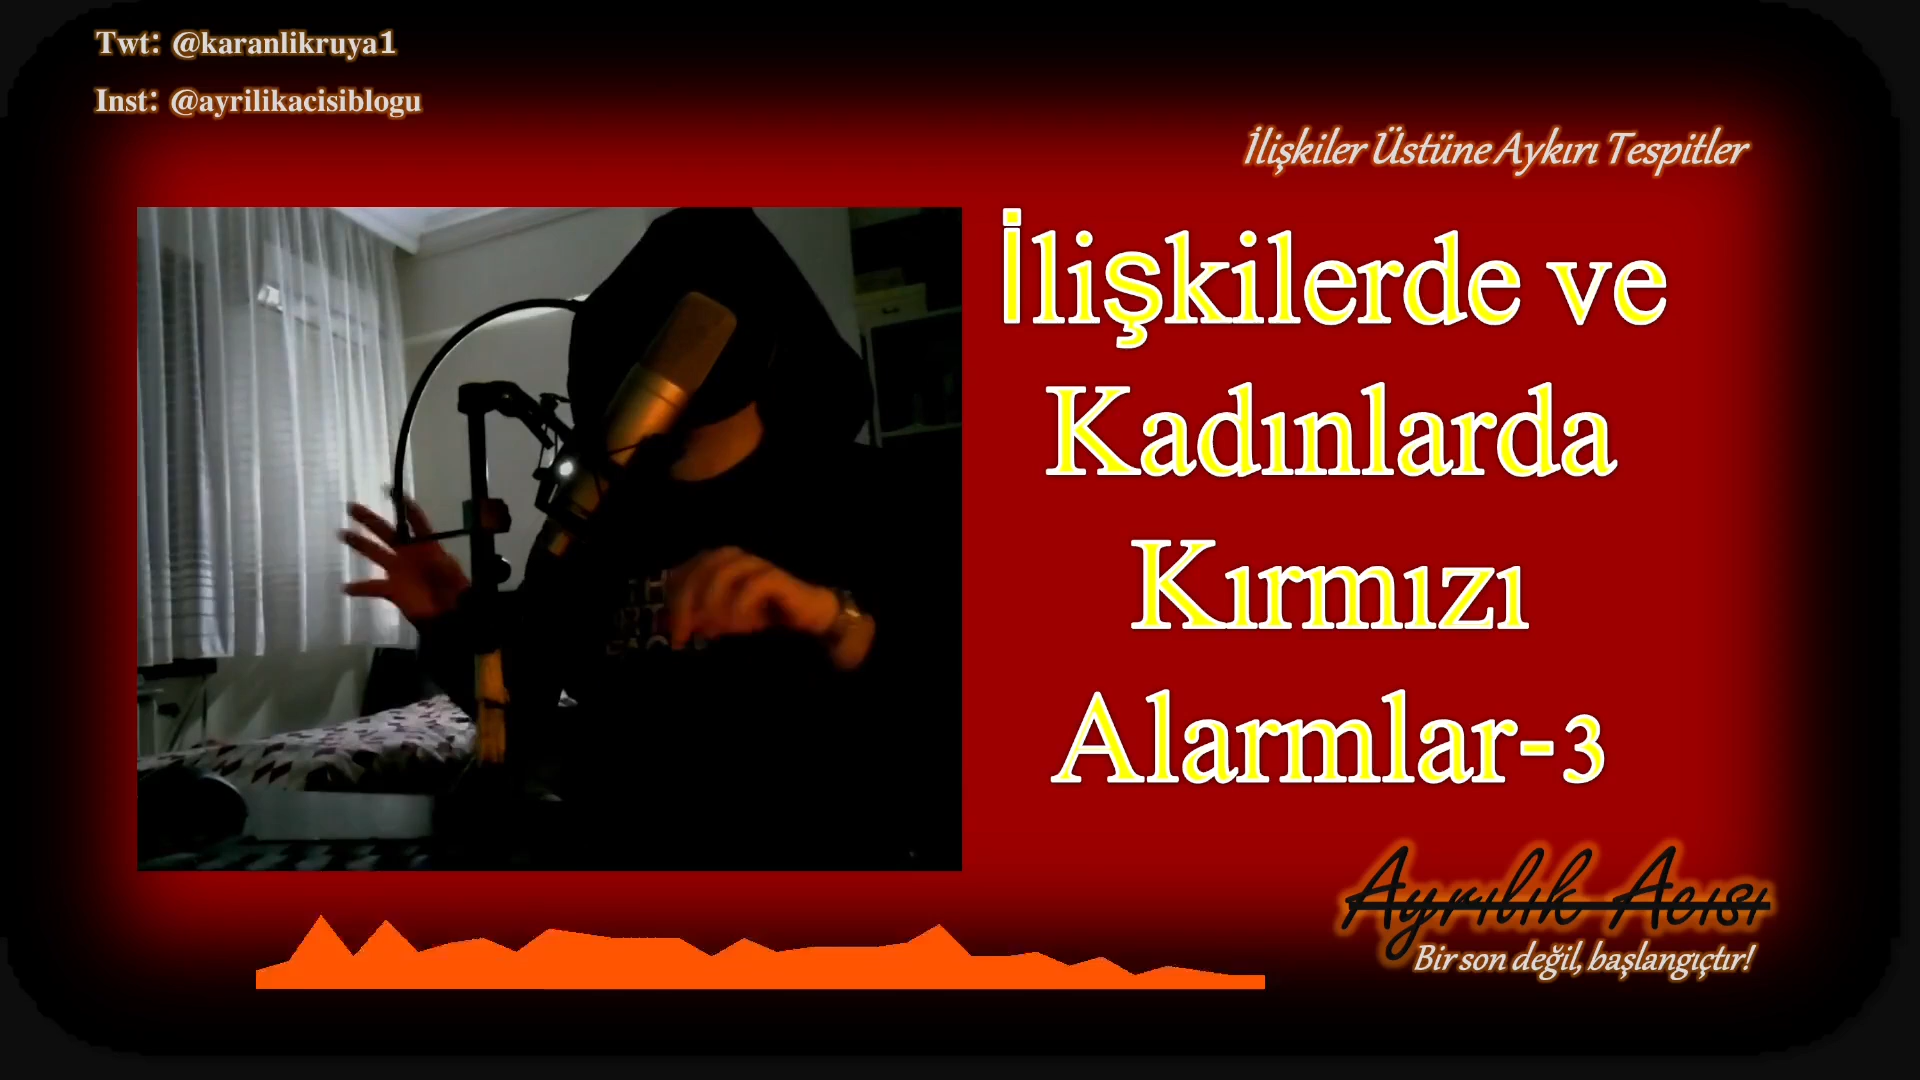 Twt: @karanlikruya1
Inst: @ayrilikacisiblogu
İlişkiler Üstüne Aykırı Tespitler
İlişkilerde ve
Kadınlarda
Kırmızı
Alarmlar-3
Ayrılık Acısı
Bir son değil, başlangıçtır!